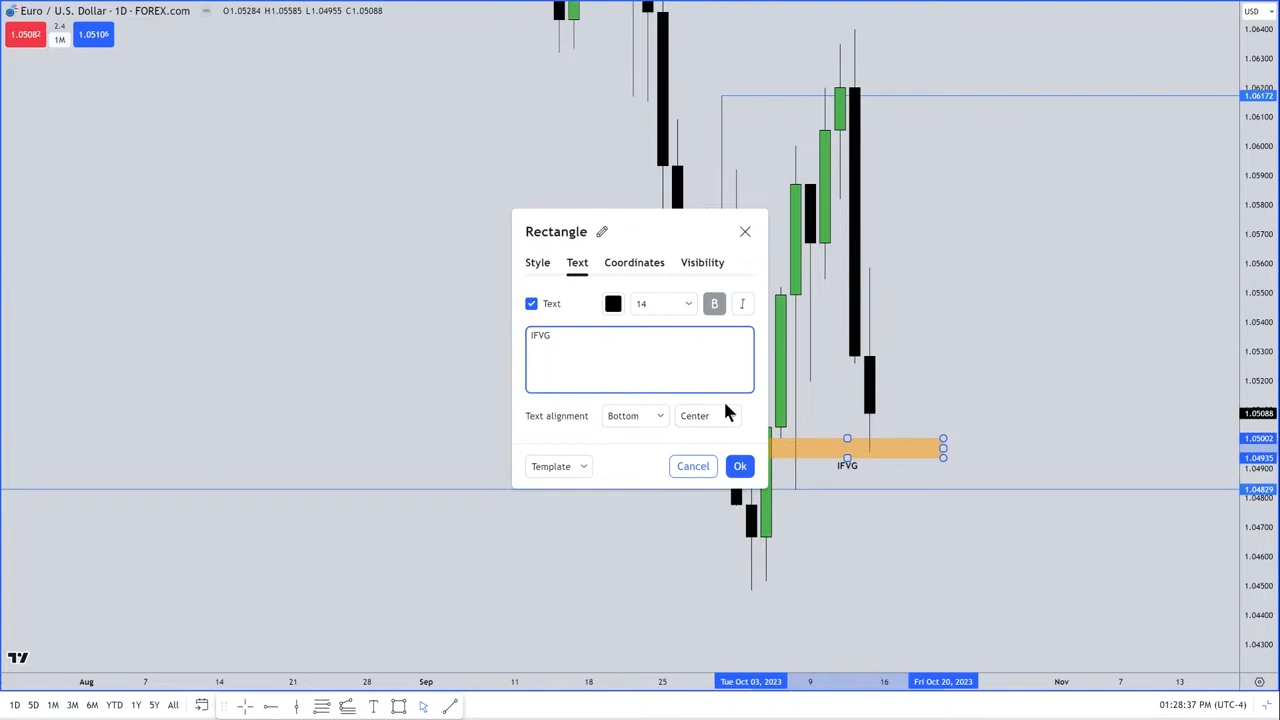 Euro / U.S. Dollar · 1D · FOREX.com O1.05284 H1.05585 L1.04955 C1.05088
USD
1.05082
2.4
1M
1.05106
1.06400
1.06300
1.06200
1.06172
1.06100
1.06000
1.05900
1.05800
1.05700
1.05600
1.05500
1.05400
1.05300
1.05200
1.05088
1.05002
1.04935
1.04900
1.04829
1.04800
1.04700
1.04600
1.04500
1.04400
1.04300
Rectangle
Style Text Coordinates Visibility
Text 14 B I
IFVG
Text alignment Bottom Center
Template Cancel Ok
IFVG
Aug 7 14 21 28 Sep 11 18 25 Tue Oct 03, 2023 9 16 Fri Oct 20, 2023 Nov 7 13
1D 5D 1M 3M 6M YTD 1Y 5Y All T 01:28:37 PM (UTC-4)